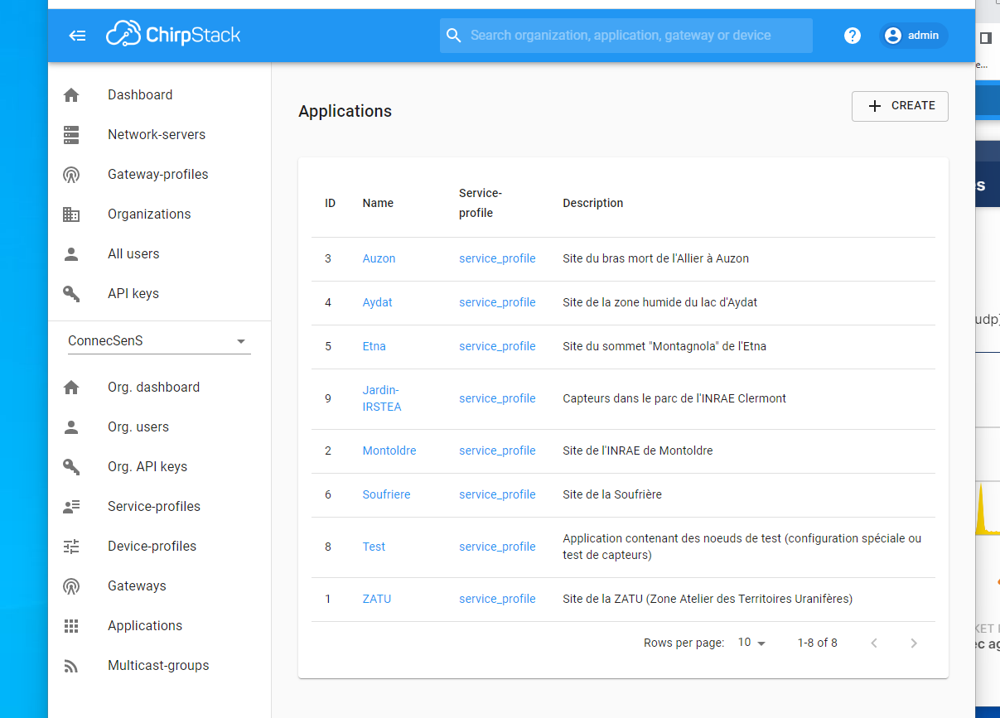 ChirpStack
Search organization, application, gateway or device
?
admin
Dashboard
Network-servers
Gateway-profiles
Organizations
All users
API keys
ConnecSenS
Org. dashboard
Org. users
Org. API keys
Service-profiles
Device-profiles
Gateways
Applications
Multicast-groups
Applications
+ CREATE
ID Name Service-profile Description
3 Auzon service_profile Site du bras mort de l'Allier à Auzon
4 Aydat service_profile Site de la zone humide du lac d'Aydat
5 Etna service_profile Site du sommet "Montagnola" de l'Etna
9 Jardin-IRSTEA service_profile Capteurs dans le parc de l'INRAE Clermont
2 Montoldre service_profile Site de l'INRAE de Montoldre
6 Soufriere service_profile Site de la Soufrière
8 Test service_profile Application contenant des noeuds de test (configuration spéciale ou
test de capteurs)
1 ZATU service_profile Site de la ZATU (Zone Atelier des Territoires Uranifères)
Rows per page: 10 1-8 of 8
e...
s
udp)